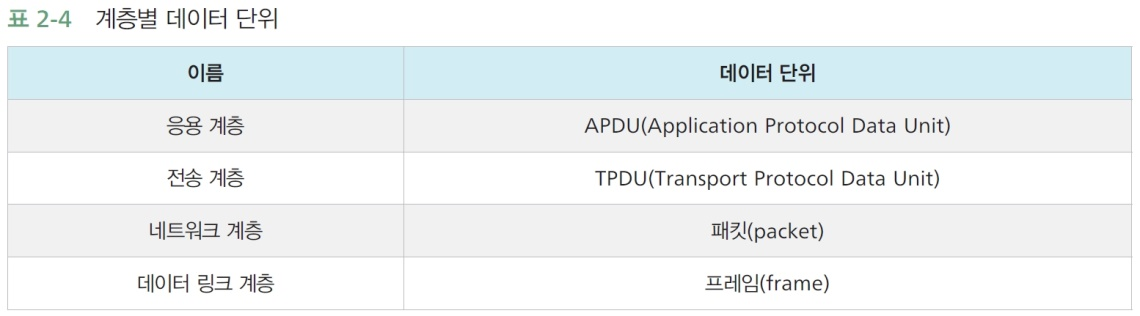 표 2-4 계층별 데이터 단위
이름 데이터 단위
응용 계층 APDU(Application Protocol Data Unit)
전송 계층 TPDU(Transport Protocol Data Unit)
네트워크 계층 패킷(packet)
데이터 링크 계층 프레임(frame)